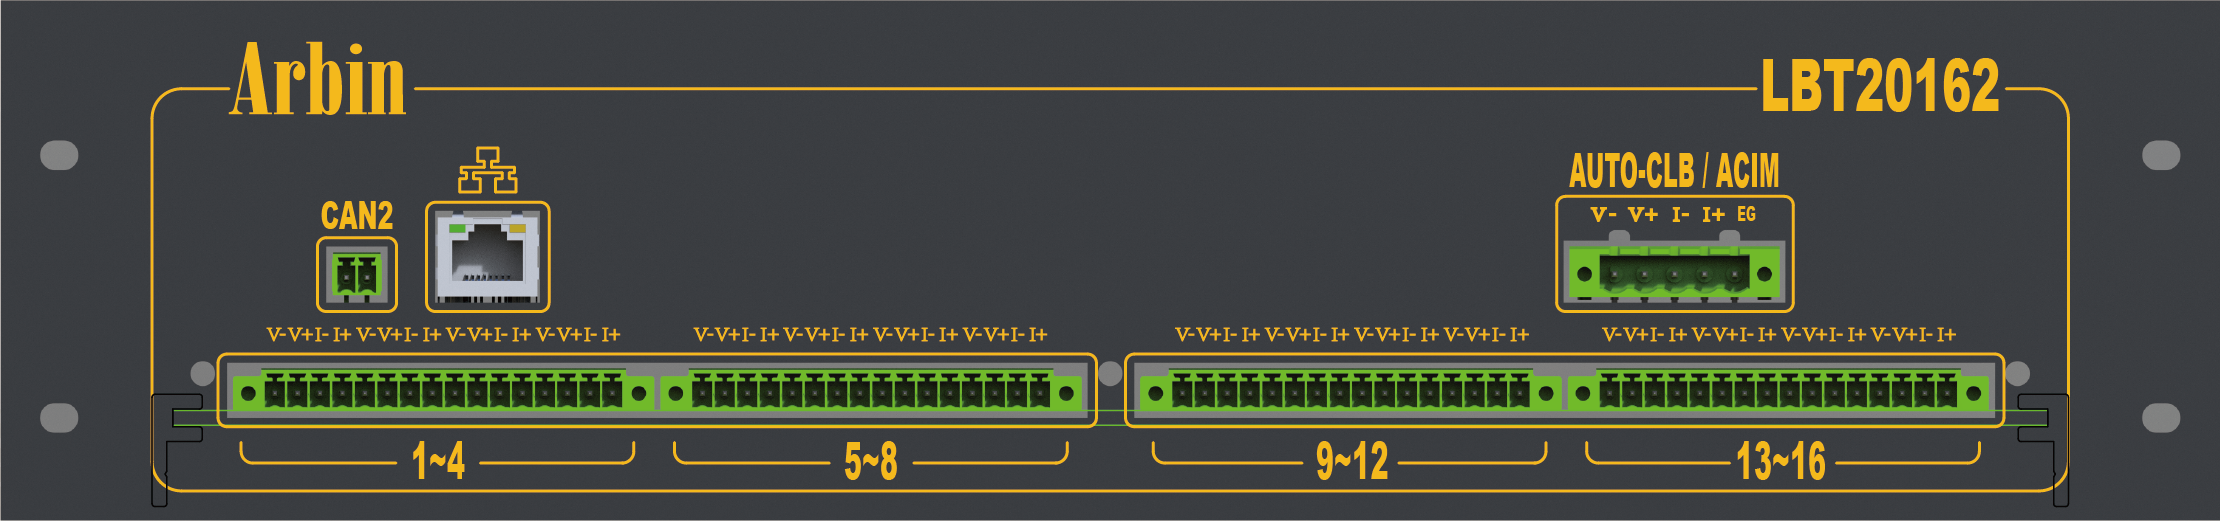 Arbin
LBT20162
AUTO-CLB / ACIM
CAN2
V- V+ I- I+ EG
V-V+I- I+ V-V+I- I+ V-V+I- I+ V-V+I- I+
V-V+I- I+ V-V+I- I+ V-V+I- I+ V-V+I- I+
V-V+I- I+ V-V+I- I+ V-V+I- I+ V-V+I- I+
V-V+I- I+ V-V+I- I+ V-V+I- I+ V-V+I- I+
1~4
5~8
9~12
13~16